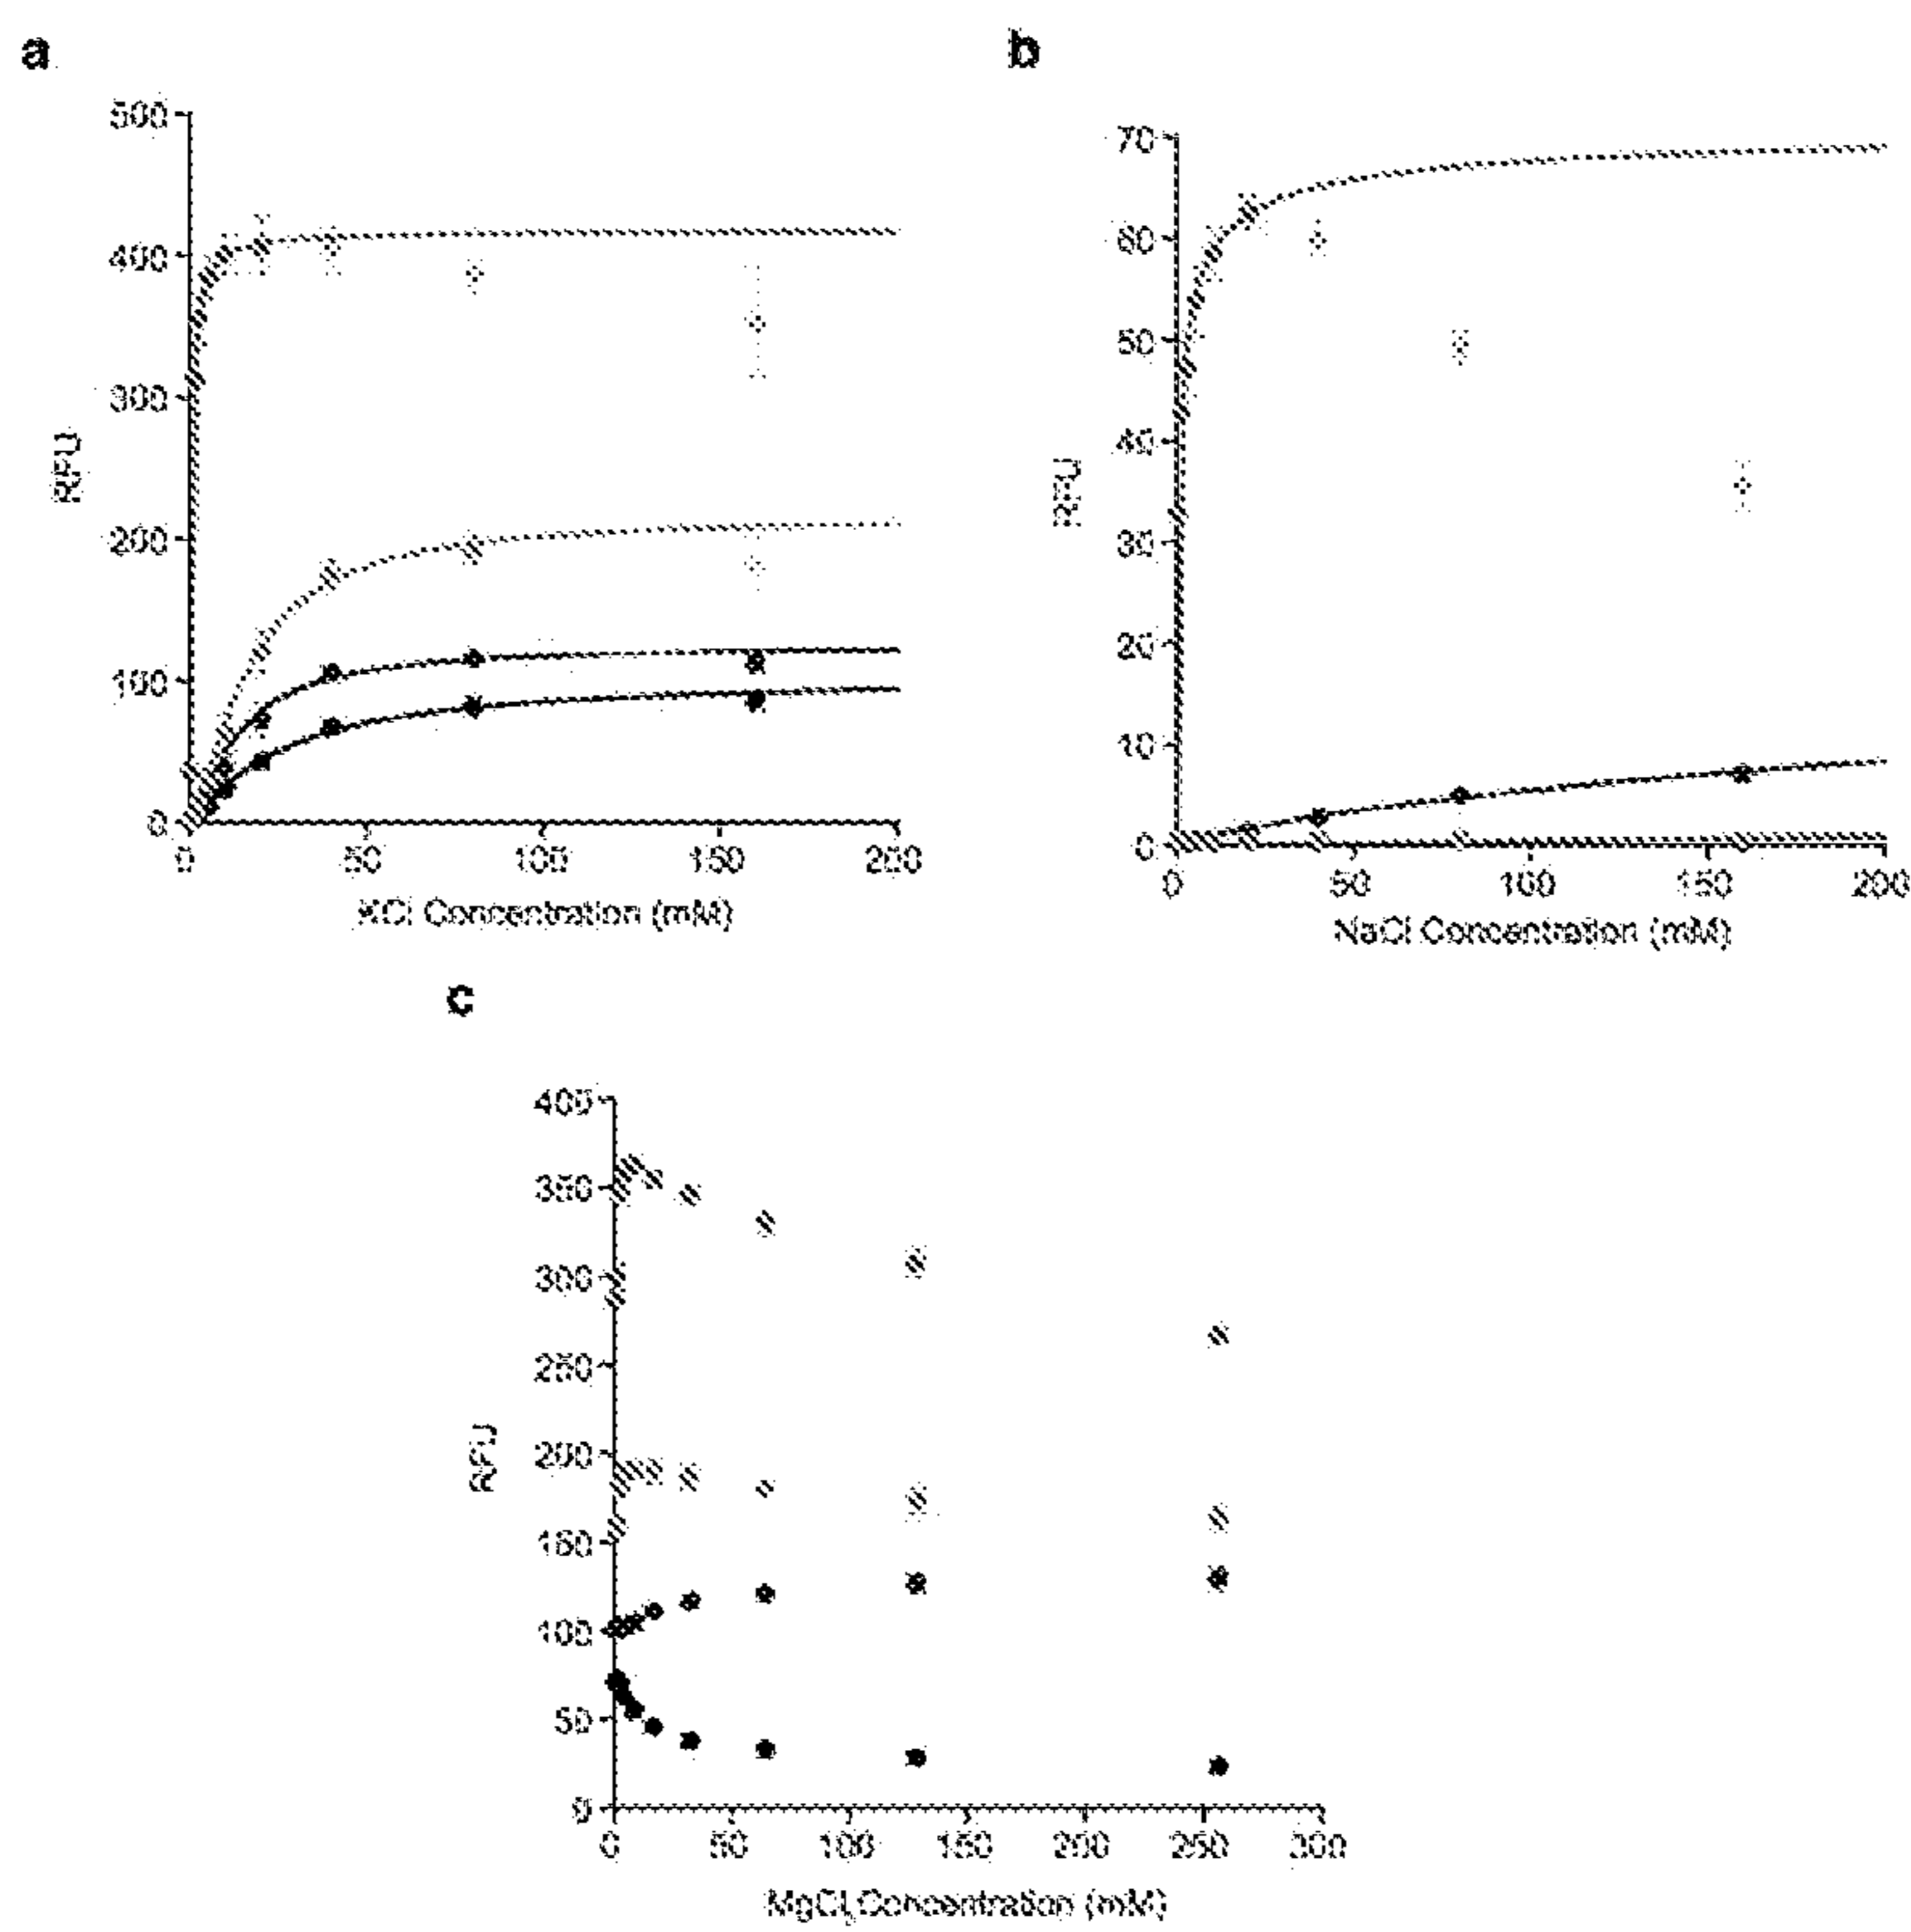 a
500
400
300
200
100
0
RFU
0 50 100 150 200
KCl Concentration (mM)
b
70
60
50
40
30
20
10
0
RFU
0 50 100 150 200
NaCl Concentration (mM)
c
400
350
300
250
200
150
100
50
0
RFU
0 50 100 150 200 250 300
MgCl₂ Concentration (mM)